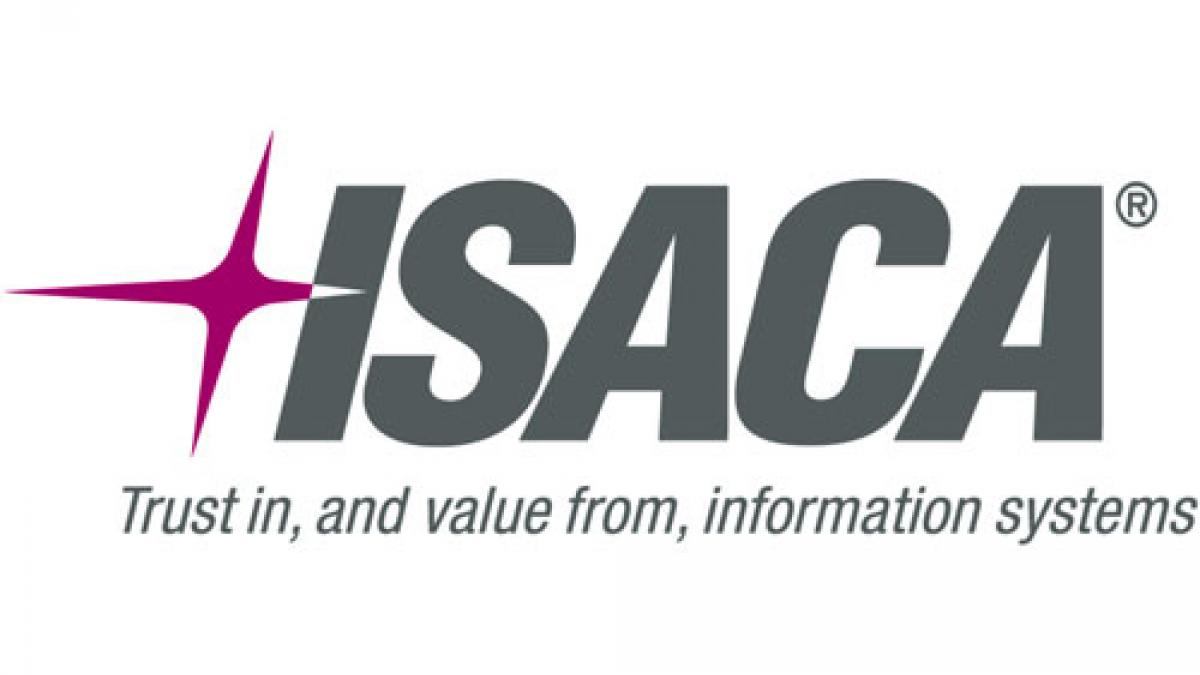 ISACA®
Trust in, and value from, information systems